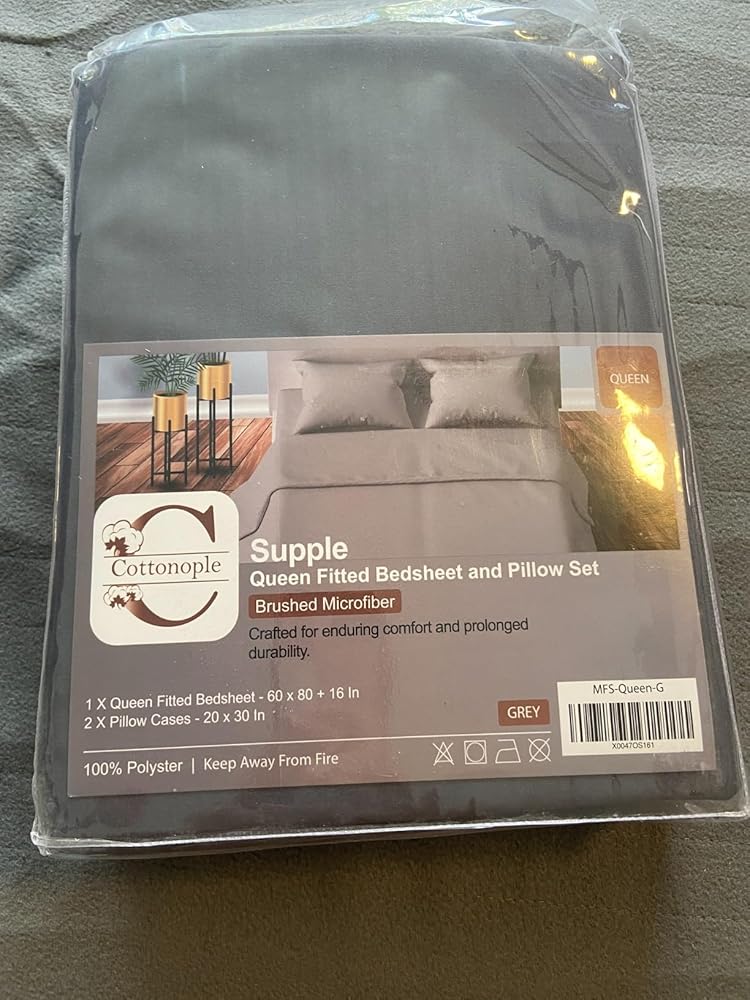 QUEEN
Cottonople
Supple
Queen Fitted Bedsheet and Pillow Set
Brushed Microfiber
Crafted for enduring comfort and prolonged
durability.
1 X Queen Fitted Bedsheet - 60 x 80 + 16 In
2 X Pillow Cases - 20 x 30 In
GREY
MFS-Queen-G
X0047OS161
100% Polyster | Keep Away From Fire